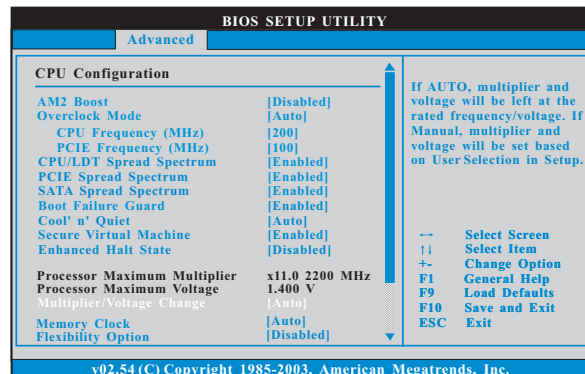 BIOS SETUP UTILITY
Advanced
CPU Configuration
AM2 Boost [Disabled]
Overclock Mode [Auto]
CPU Frequency (MHz) [200]
PCIE Frequency (MHz) [100]
CPU/LDT Spread Spectrum [Enabled]
PCIE Spread Spectrum [Enabled]
SATA Spread Spectrum [Enabled]
Boot Failure Guard [Enabled]
Cool' n' Quiet [Auto]
Secure Virtual Machine [Enabled]
Enhanced Halt State [Disabled]
Processor Maximum Multiplier x11.0 2200 MHz
Processor Maximum Voltage 1.400 V
Multiplier/Voltage Change [Auto]
Memory Clock [Auto]
Flexibility Option [Disabled]
If AUTO, multiplier and
voltage will be left at the
rated frequency/voltage. If
Manual, multiplier and
voltage will be set based
on User Selection in Setup.
↔ Select Screen
↑↓ Select Item
+- Change Option
F1 General Help
F9 Load Defaults
F10 Save and Exit
ESC Exit
v02.54 (C) Copyright 1985-2003, American Megatrends, Inc.